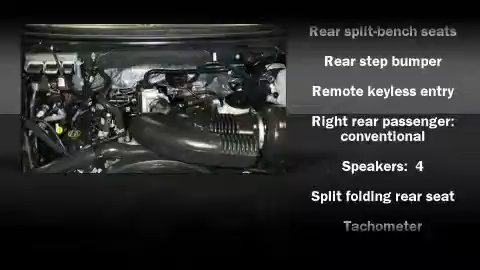 Rear split-bench seats
Rear step bumper
Remote keyless entry
Right rear passenger:
conventional
Speakers:  4
Split folding rear seat
Tachometer